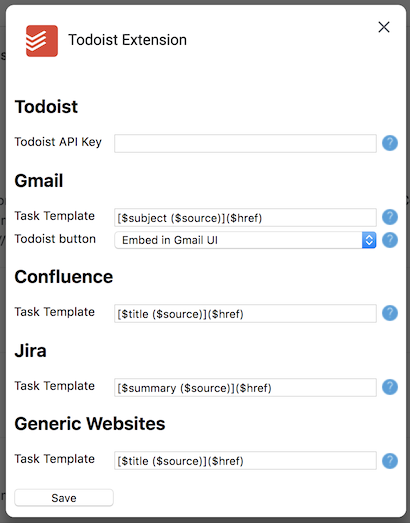 Todoist Extension
Todoist
Todoist API Key
?
Gmail
Task Template [$subject ($source)]($href) ?
Todoist button Embed in Gmail UI ?
Confluence
Task Template [$title ($source)]($href) ?
Jira
Task Template [$summary ($source)]($href) ?
Generic Websites
Task Template [$title ($source)]($href) ?
Save